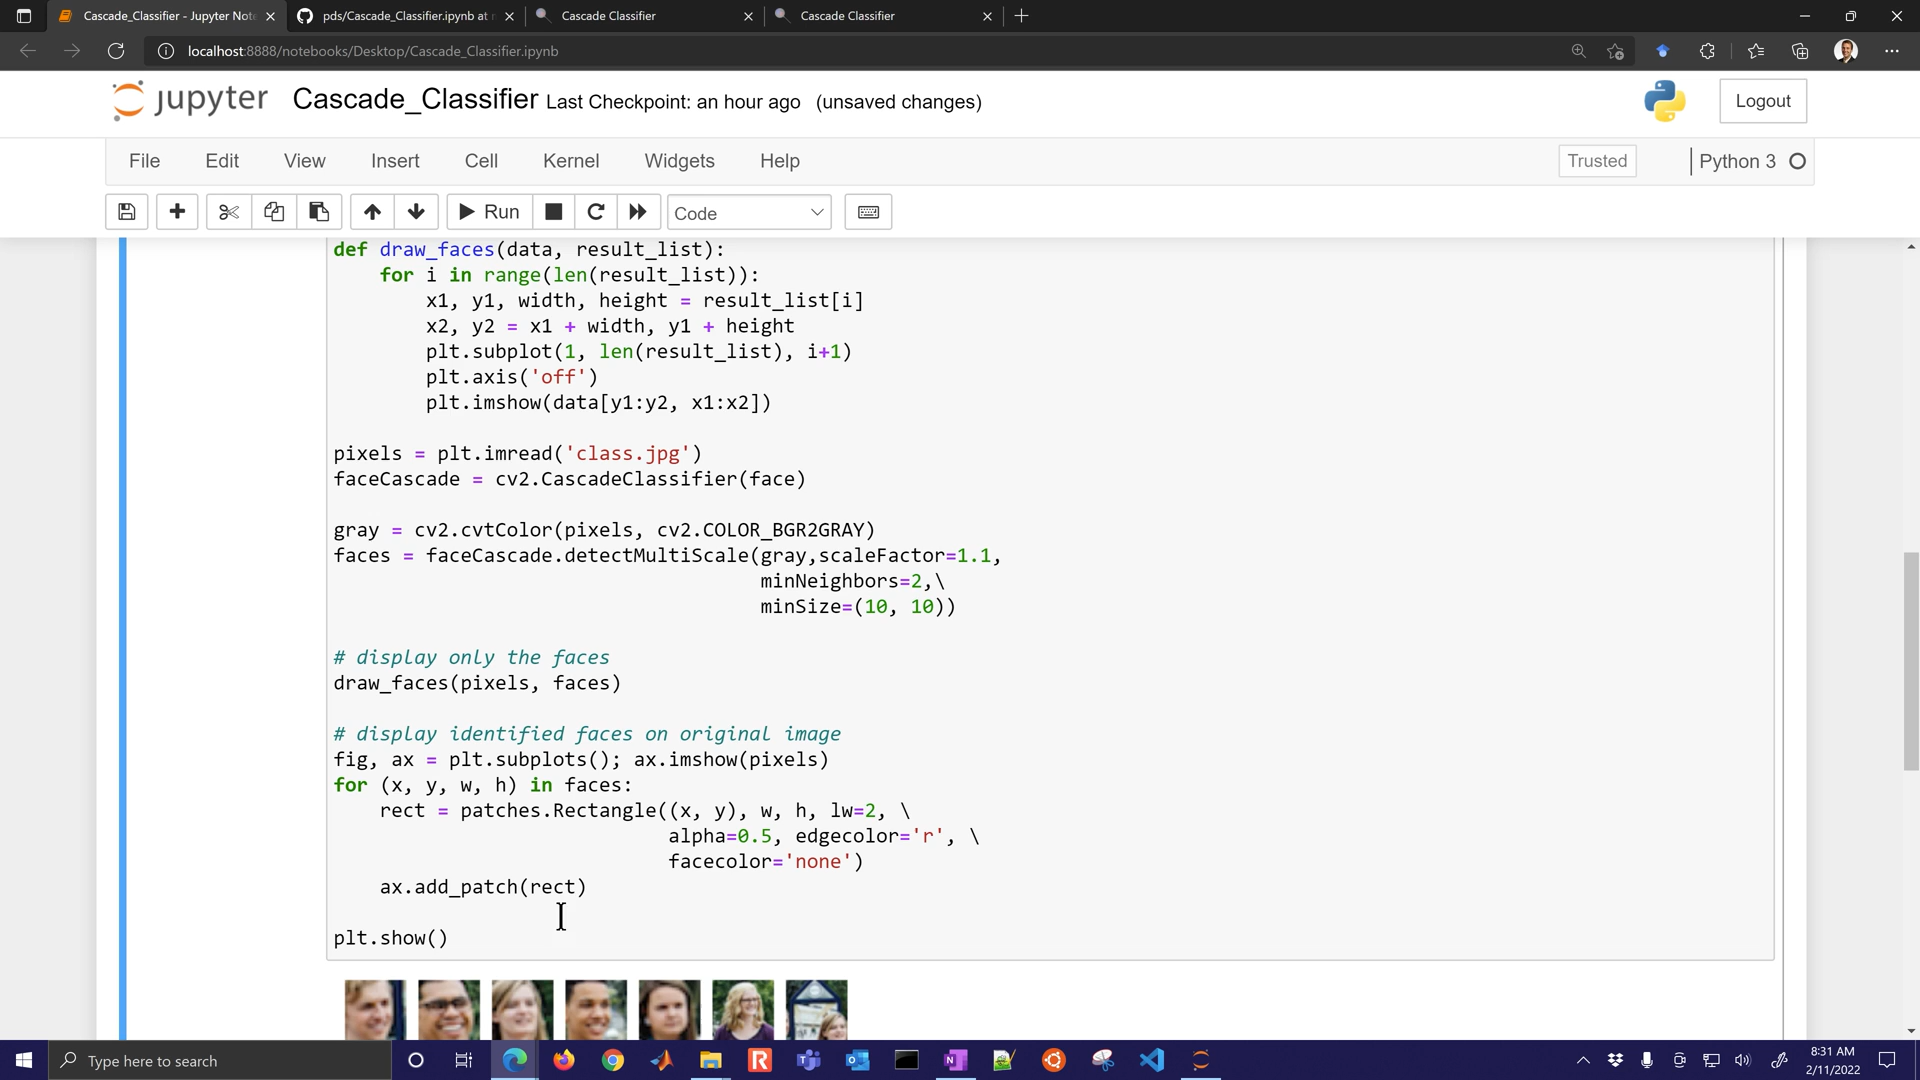 Cascade_Classifier - Jupyter Note
pds/Cascade_Classifier.ipynb at
Cascade Classifier
Cascade Classifier
localhost:8888/notebooks/Desktop/Cascade_Classifier.ipynb
jupyter Cascade_Classifier Last Checkpoint: an hour ago (unsaved changes)
Logout
File Edit View Insert Cell Kernel Widgets Help
Trusted
Python 3
Run
Code
def draw_faces(data, result_list):
    for i in range(len(result_list)):
        x1, y1, width, height = result_list[i]
        x2, y2 = x1 + width, y1 + height
        plt.subplot(1, len(result_list), i+1)
        plt.axis('off')
        plt.imshow(data[y1:y2, x1:x2])
pixels = plt.imread('class.jpg')
faceCascade = cv2.CascadeClassifier(face)
gray = cv2.cvtColor(pixels, cv2.COLOR_BGR2GRAY)
faces = faceCascade.detectMultiScale(gray,scaleFactor=1.1,
                                     minNeighbors=2,\
                                     minSize=(10, 10))
# display only the faces
draw_faces(pixels, faces)
# display identified faces on original image
fig, ax = plt.subplots(); ax.imshow(pixels)
for (x, y, w, h) in faces:
    rect = patches.Rectangle((x, y), w, h, lw=2, \
                             alpha=0.5, edgecolor='r', \
                             facecolor='none')
    ax.add_patch(rect)
plt.show()
Type here to search
8:31 AM
2/11/2022